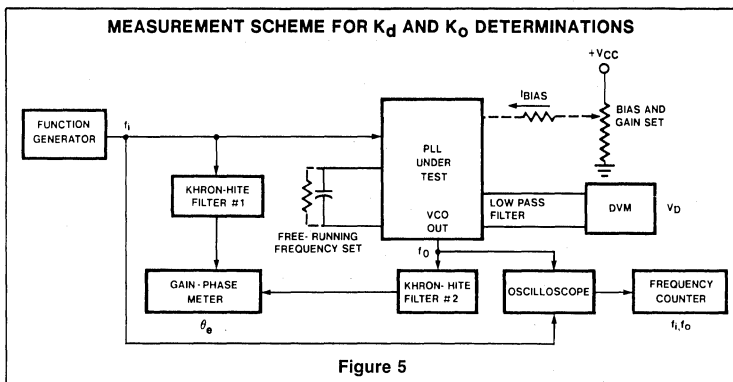 MEASUREMENT SCHEME FOR Kd AND Ko DETERMINATIONS
+VCC
IBIAS
BIAS AND
GAIN SET
FUNCTION
GENERATOR
fi
PLL
UNDER
TEST
VCO
OUT
KHRON-HITE
FILTER #1
FREE-RUNNING
FREQUENCY SET
LOW PASS
FILTER
DVM
VD
fO
GAIN-PHASE
METER
θe
KHRON-HITE
FILTER #2
OSCILLOSCOPE
FREQUENCY
COUNTER
fi,fo
Figure 5